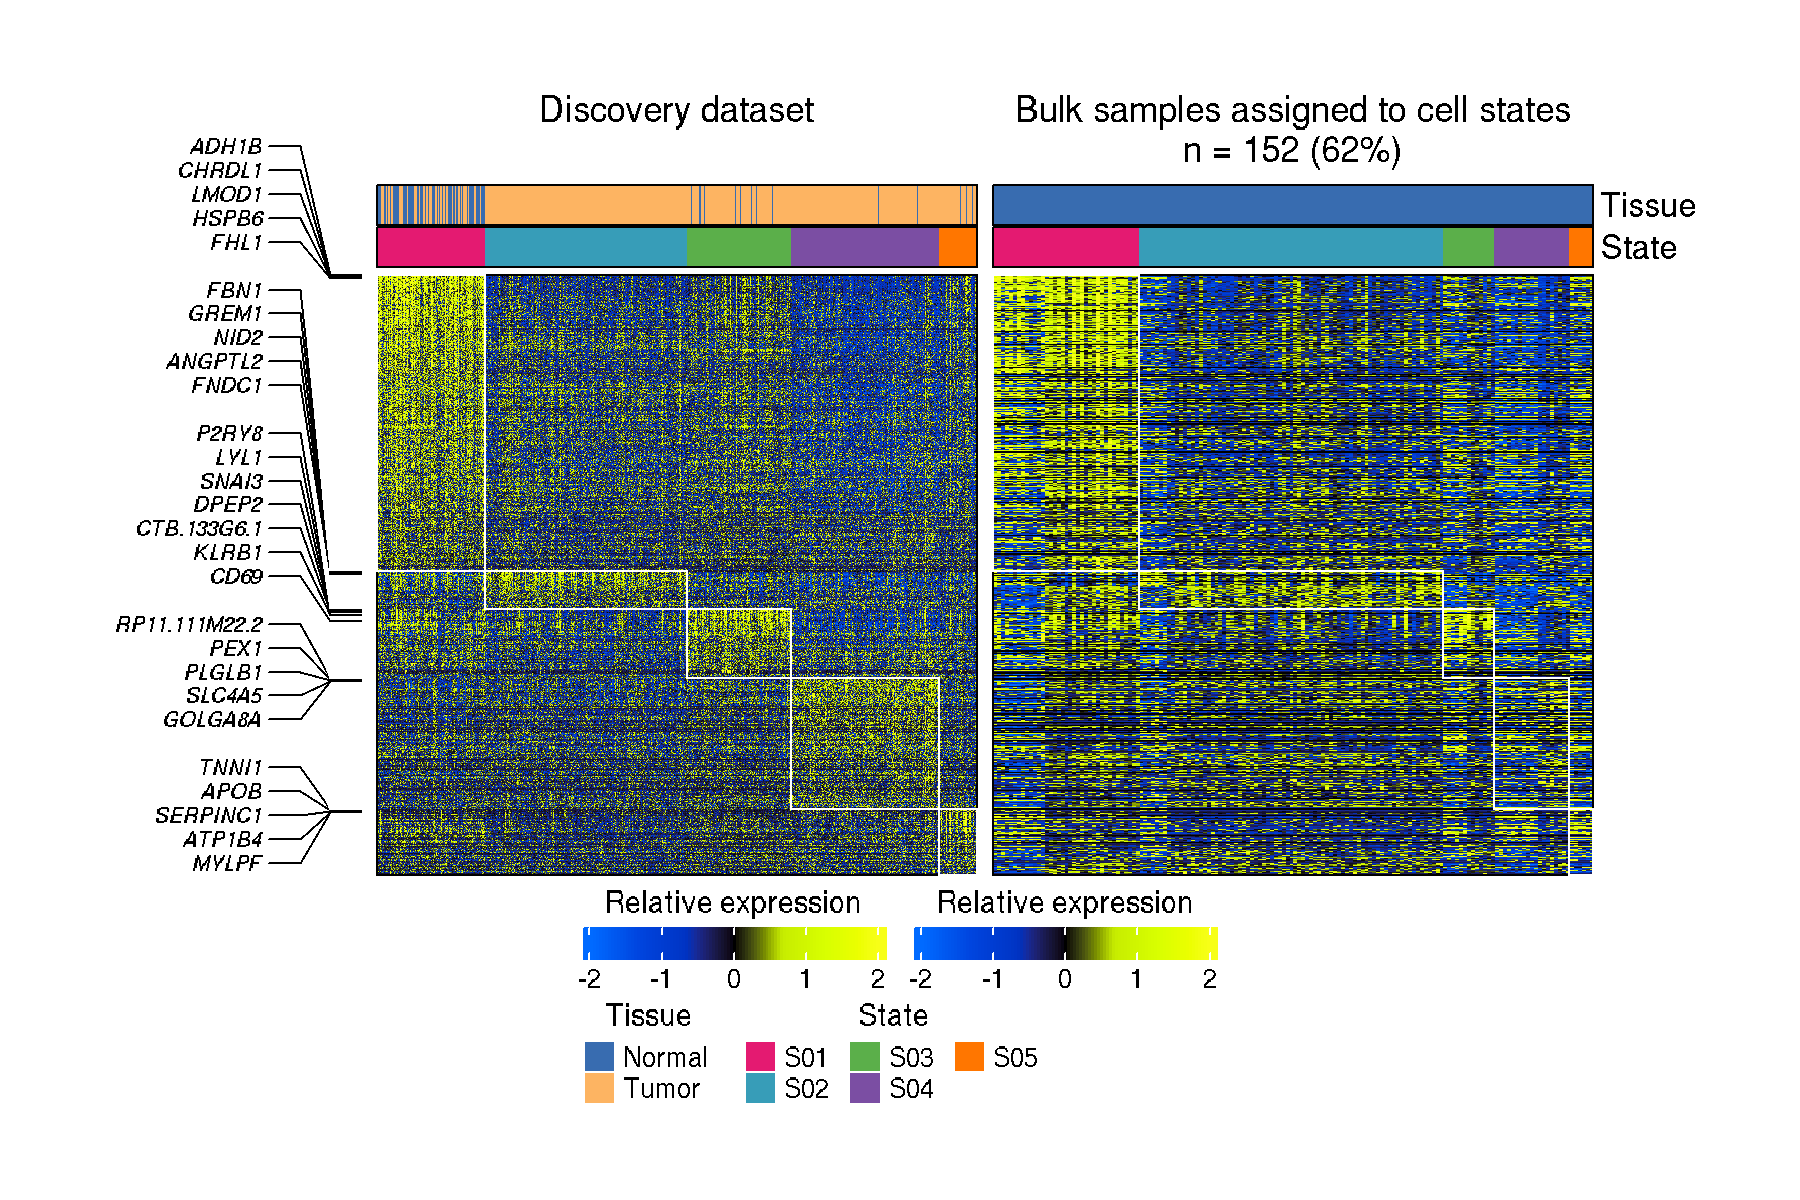 Discovery dataset
Bulk samples assigned to cell states
n = 152 (62%)
Tissue
State
ADH1B
CHRDL1
LMOD1
HSPB6
FHL1
FBN1
GREM1
NID2
ANGPTL2
FNDC1
P2RY8
LYL1
SNAI3
DPEP2
CTB.133G6.1
KLRB1
CD69
RP11.111M22.2
PEX1
PLGLB1
SLC4A5
GOLGA8A
TNNI1
APOB
SERPINC1
ATP1B4
MYLPF
Relative expression
-2 -1 0 1 2
Relative expression
-2 -1 0 1 2
Tissue
Normal
Tumor
State
S01 S03 S05
S02 S04